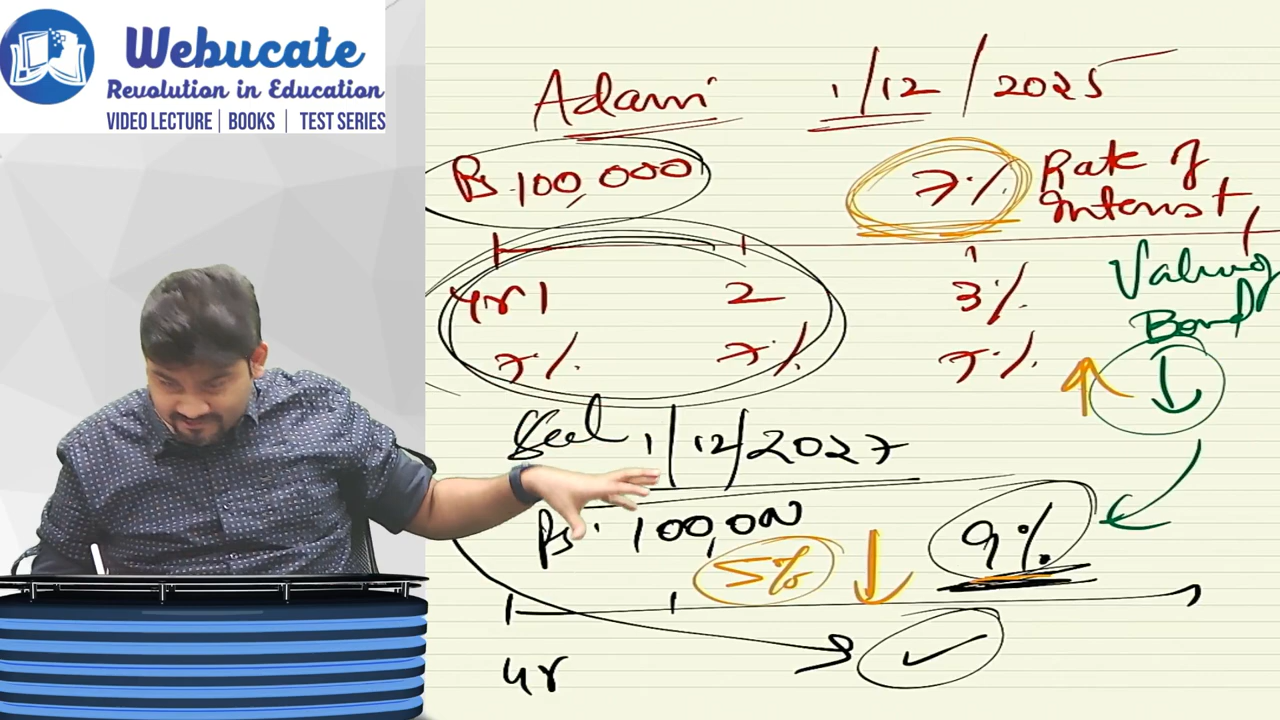 Webucate
Revolution in Education
VIDEO LECTURE | BOOKS | TEST SERIES
Adani 1/12/2025
Rs. 100,000 7% Rate of
Interest
Yr 1 2 3%
7% 7% 7%
Valuing
Bond
1/12/2027
Rs. 100,000
5% 9%
Yr